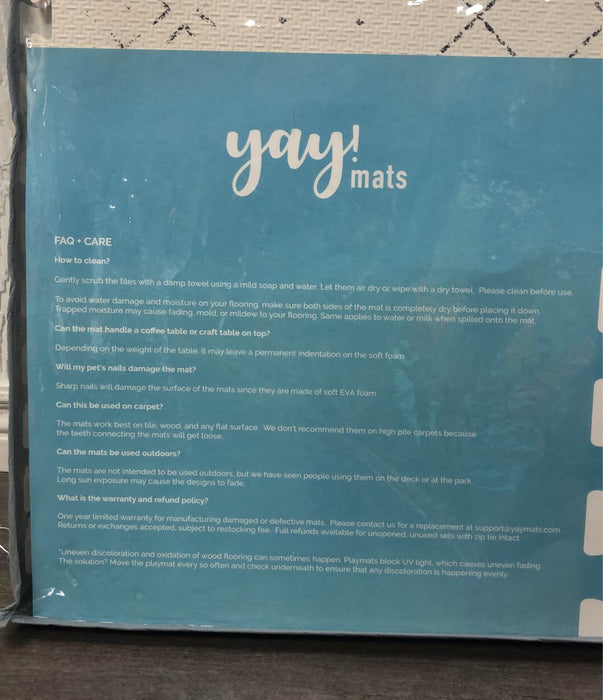 yay!
mats
FAQ + CARE
How to clean?
Gently scrub the tiles with a damp towel using a mild soap and water. Let them air dry or wipe with a dry towel. Please clean before use.
To avoid water damage and moisture on your flooring, make sure both sides of the mat is completely dry before placing it down.
Trapped moisture may cause fading, mold, or mildew to your flooring. Same applies to water or milk when spilled onto the mat.
Can the mat handle a coffee table or craft table on top?
Depending on the weight of the table, it may leave a permanent indentation on the soft foam.
Will my pet's nails damage the mat?
Sharp nails will damage the surface of the mats since they are made of soft EVA foam.
Can this be used on carpet?
The mats work best on tile, wood, and any flat surface. We don't recommend them on high pile carpets because
the teeth connecting the mats will get loose.
Can the mats be used outdoors?
The mats are not intended to be used outdoors, but we have seen people using them on the deck or at the park.
Long sun exposure may cause the designs to fade.
What is the warranty and refund policy?
One year limited warranty for manufacturing damaged or defective mats. Please contact us for a replacement at support@yaymats.com.
Returns or exchanges accepted, subject to restocking fee. Full refunds available for unopened, unused sets with zip tie intact.
*Uneven discoloration and oxidation of wood flooring can sometimes happen. Playmats block UV light, which causes uneven fading.
The solution? Move the playmat every so often and check underneath to ensure that any discoloration is happening evenly.